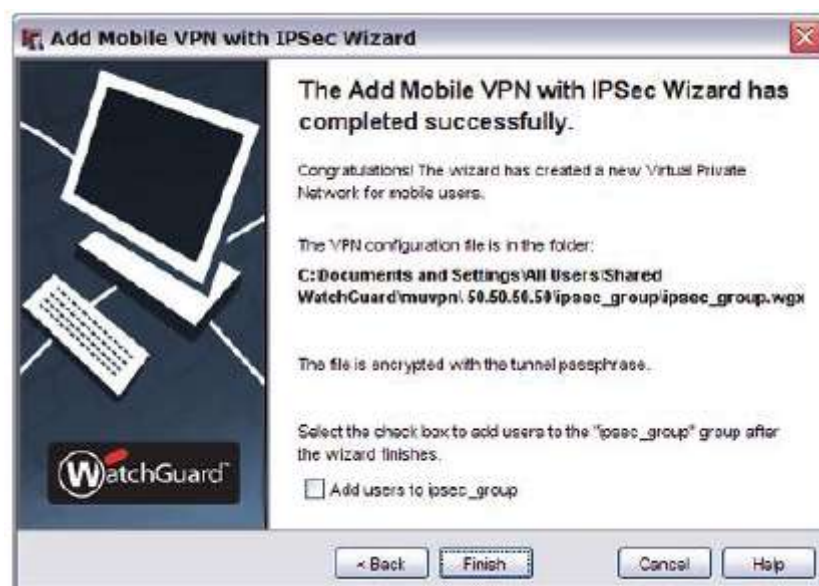 Add Mobile VPN with IPSec Wizard
The Add Mobile VPN with IPSec Wizard has
completed successfully.
Congratulations! The wizard has created a new Virtual Private
Network for mobile users.
The VPN configuration file is in the folder:
C:\Documents and Settings\All Users\Shared
WatchGuard\muvpn\ 50.50.50.50\ipsec_group\ipsec_group.wgx
The file is encrypted with the tunnel passphrase.
Select the check box to add users to the "ipsec_group" group after
the wizard finishes.
Add users to ipsec_group
WatchGuard
< Back Finish Cancel Help